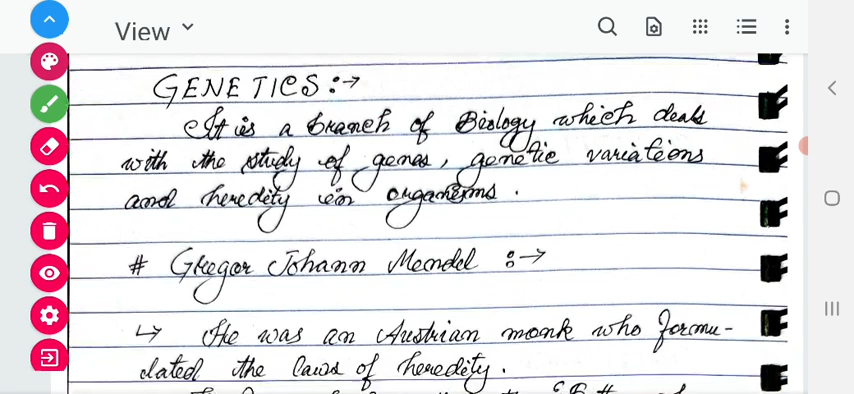 View
GENETICS :→
It is a branch of Biology which deals
with the study of genes, genetic variations
and heredity in organisms.
# Gregor Johann Mendel :→
↳ He was an Austrian monk who formu-
lated the laws of heredity.